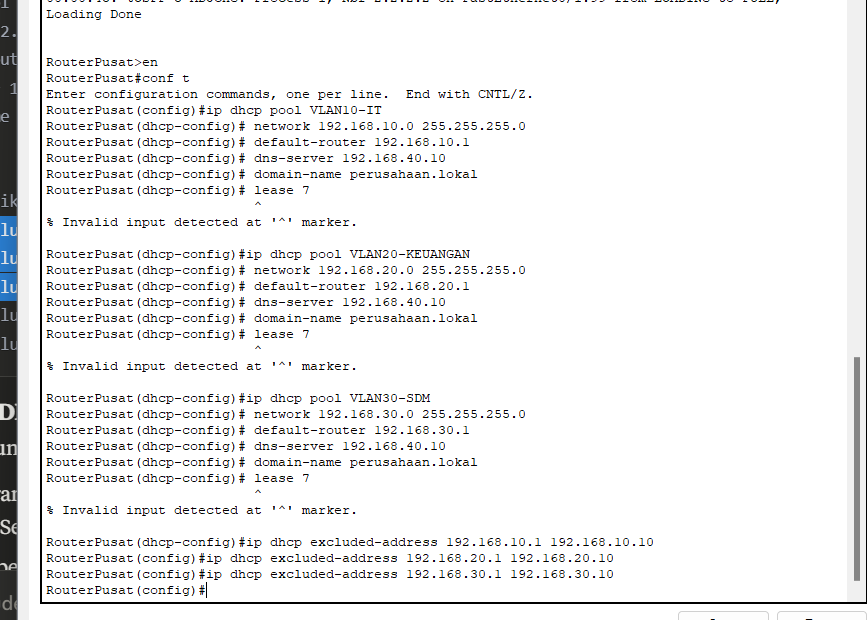 Loading Done
RouterPusat>en
RouterPusat#conf t
Enter configuration commands, one per line.  End with CNTL/Z.
RouterPusat(config)#ip dhcp pool VLAN10-IT
RouterPusat(dhcp-config)# network 192.168.10.0 255.255.255.0
RouterPusat(dhcp-config)# default-router 192.168.10.1
RouterPusat(dhcp-config)# dns-server 192.168.40.10
RouterPusat(dhcp-config)# domain-name perusahaan.lokal
RouterPusat(dhcp-config)# lease 7
^
% Invalid input detected at '^' marker.
RouterPusat(dhcp-config)#ip dhcp pool VLAN20-KEUANGAN
RouterPusat(dhcp-config)# network 192.168.20.0 255.255.255.0
RouterPusat(dhcp-config)# default-router 192.168.20.1
RouterPusat(dhcp-config)# dns-server 192.168.40.10
RouterPusat(dhcp-config)# domain-name perusahaan.lokal
RouterPusat(dhcp-config)# lease 7
^
% Invalid input detected at '^' marker.
RouterPusat(dhcp-config)#ip dhcp pool VLAN30-SDM
RouterPusat(dhcp-config)# network 192.168.30.0 255.255.255.0
RouterPusat(dhcp-config)# default-router 192.168.30.1
RouterPusat(dhcp-config)# dns-server 192.168.40.10
RouterPusat(dhcp-config)# domain-name perusahaan.lokal
RouterPusat(dhcp-config)# lease 7
^
% Invalid input detected at '^' marker.
RouterPusat(dhcp-config)#ip dhcp excluded-address 192.168.10.1 192.168.10.10
RouterPusat(config)#ip dhcp excluded-address 192.168.20.1 192.168.20.10
RouterPusat(config)#ip dhcp excluded-address 192.168.30.1 192.168.30.10
RouterPusat(config)#